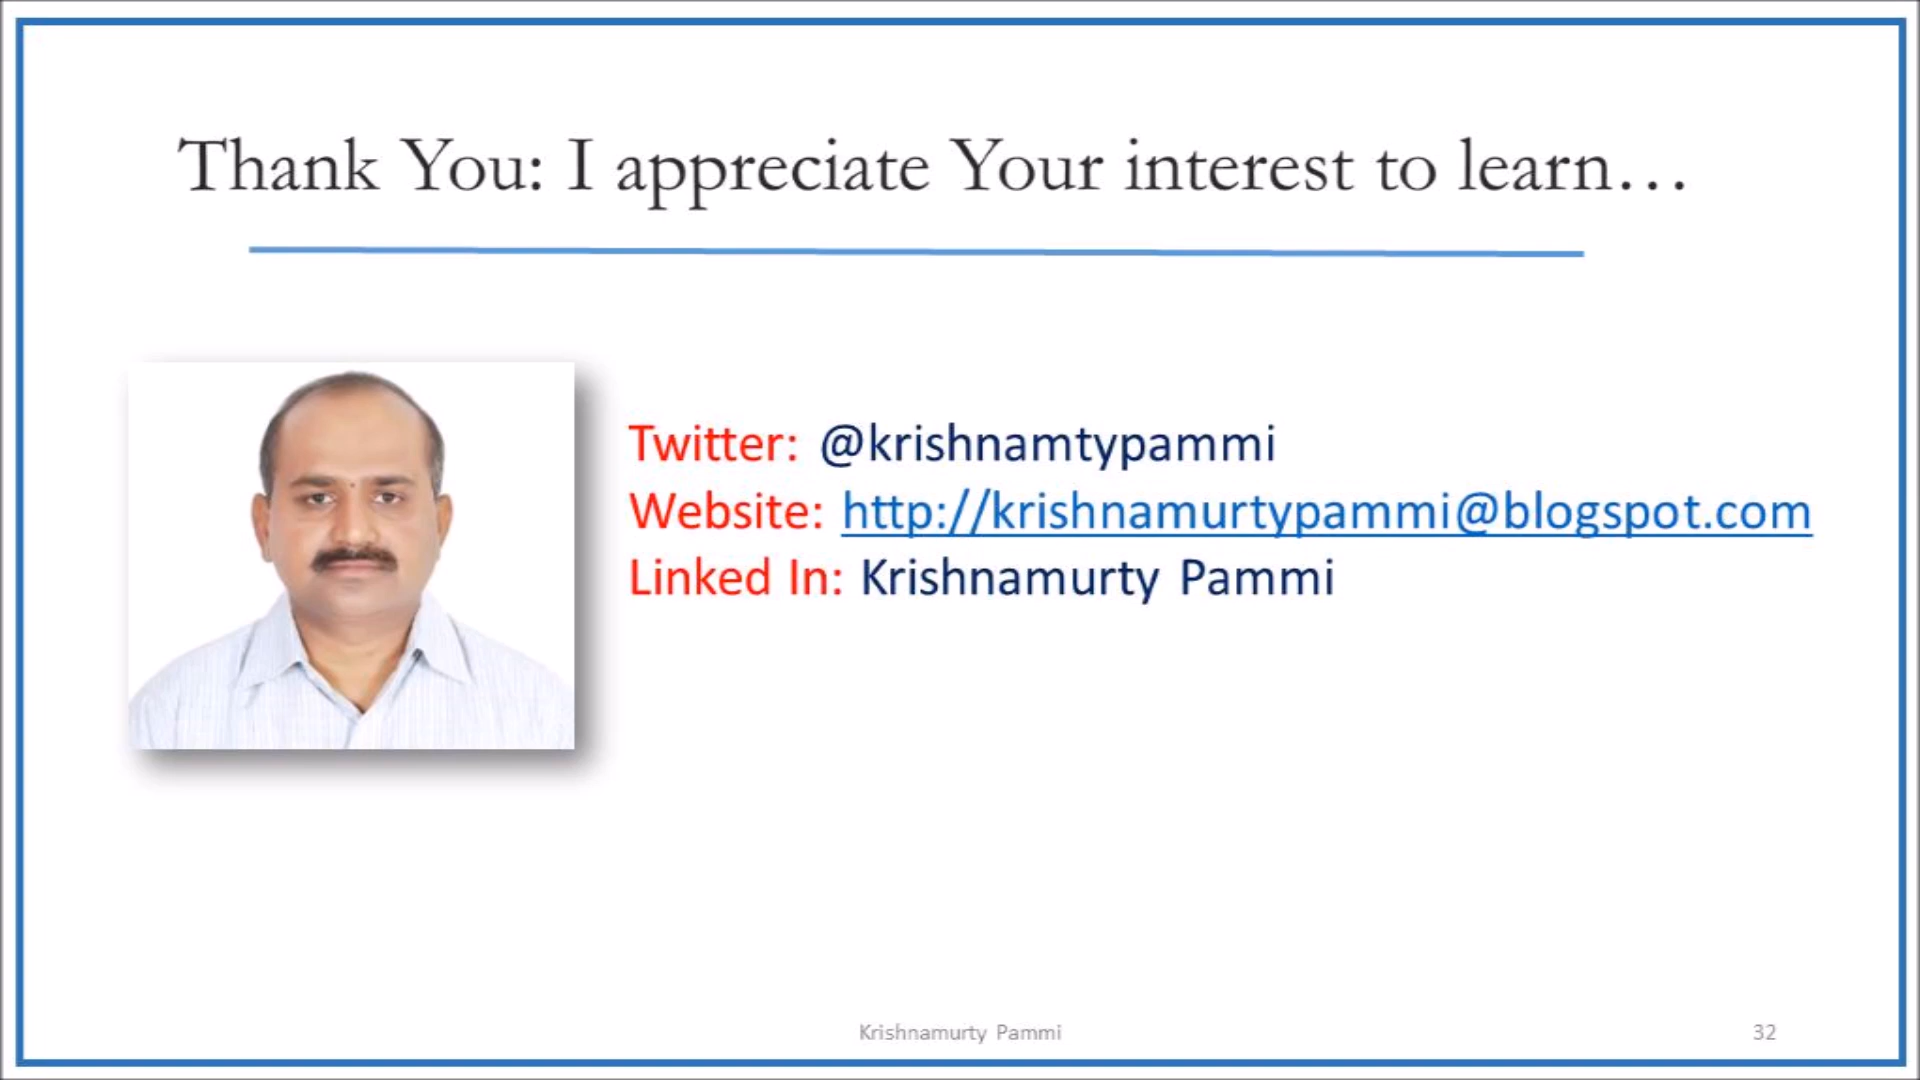 Thank You: I appreciate Your interest to learn…
Twitter: @krishnamtypammi
Website: http://krishnamurtypammi@blogspot.com
Linked In: Krishnamurty Pammi
Krishnamurty Pammi
32